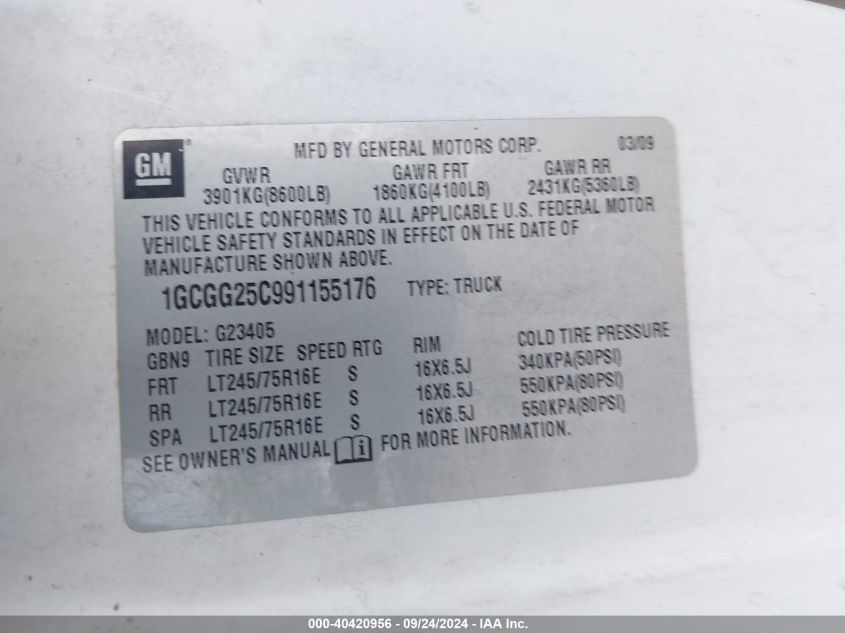 GM
®
MFD BY GENERAL MOTORS CORP. 03/09
GVWR GAWR FRT GAWR RR
3901KG(8600LB) 1860KG(4100LB) 2431KG(5360LB)
THIS VEHICLE CONFORMS TO ALL APPLICABLE U.S. FEDERAL MOTOR
VEHICLE SAFETY STANDARDS IN EFFECT ON THE DATE OF
MANUFACTURE SHOWN ABOVE.
1GCGG25C991155176 TYPE: TRUCK
MODEL: G23405
GBN9 TIRE SIZE SPEED RTG RIM COLD TIRE PRESSURE
FRT LT245/75R16E S 16X6.5J 340KPA(50PSI)
RR LT245/75R16E S 16X6.5J 550KPA(80PSI)
SPA LT245/75R16E S 16X6.5J 550KPA(80PSI)
SEE OWNER'S MANUAL i FOR MORE INFORMATION.
000-40420956 - 09/24/2024 - IAA Inc.